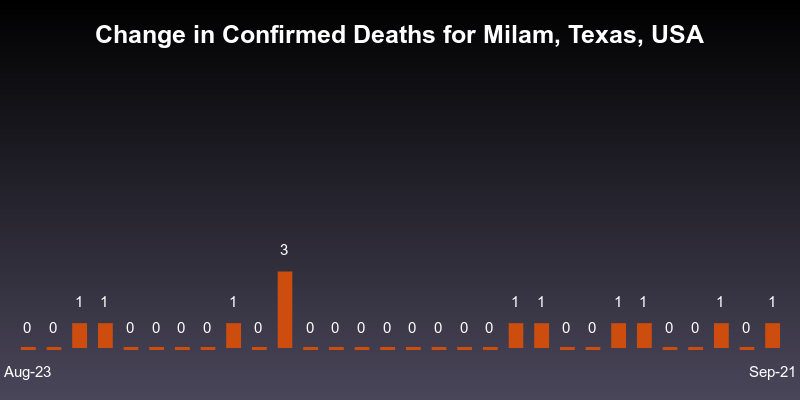 Change in Confirmed Deaths for Milam, Texas, USA
3
1 1 1 1 1 1 1 1 1
0 0 0 0 0 0 0 0 0 0 0 0 0 0 0 0 0 0 0 0
Aug-23 Sep-21